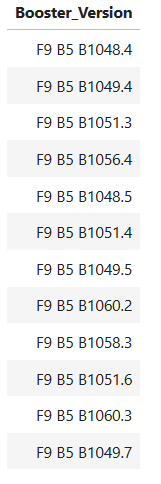 Booster_Version
F9 B5 B1048.4
F9 B5 B1049.4
F9 B5 B1051.3
F9 B5 B1056.4
F9 B5 B1048.5
F9 B5 B1051.4
F9 B5 B1049.5
F9 B5 B1060.2
F9 B5 B1058.3
F9 B5 B1051.6
F9 B5 B1060.3
F9 B5 B1049.7